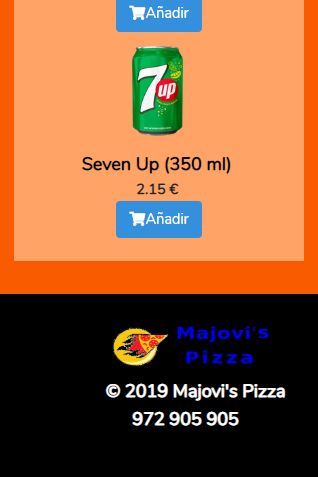 Añadir
7up
Seven Up (350 ml)
2.15 €
Añadir
Majovi's
Pizza
© 2019 Majovi's Pizza
972 905 905